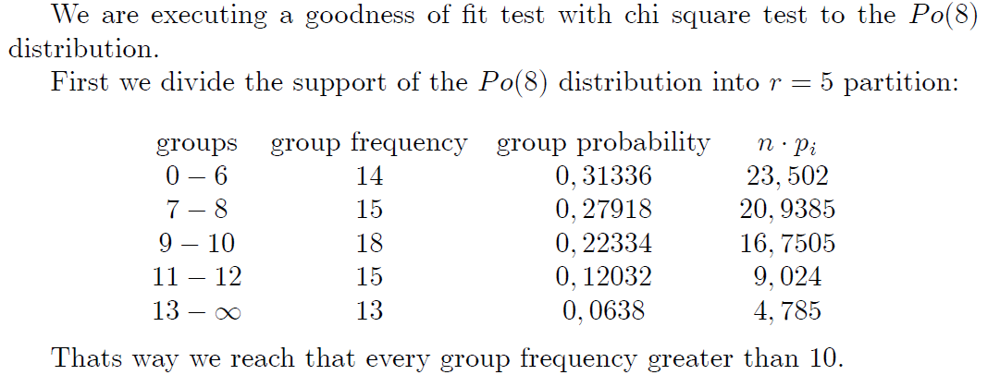 We are executing a goodness of fit test with chi square test to the Po(8)
distribution.
First we divide the support of the Po(8) distribution into r = 5 partition:
groups group frequency group probability n · pᵢ
0 – 6 14 0, 31336 23, 502
7 – 8 15 0, 27918 20, 9385
9 – 10 18 0, 22334 16, 7505
11 – 12 15 0, 12032 9, 024
13 – ∞ 13 0, 0638 4, 785
Thats way we reach that every group frequency greater than 10.